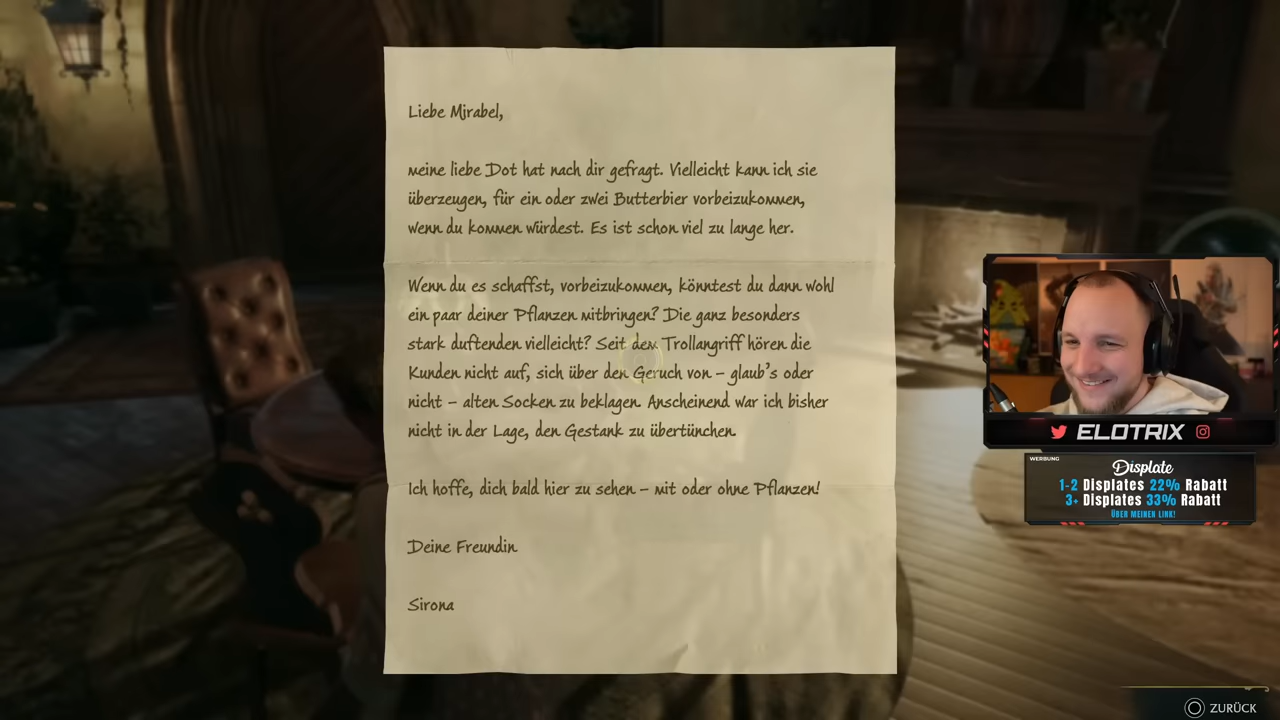 Liebe Mirabel,
meine liebe Dot hat nach dir gefragt. Vielleicht kann ich sie
überzeugen, für ein oder zwei Butterbier vorbeizukommen,
wenn du kommen würdest. Es ist schon viel zu lange her.
Wenn du es schaffst, vorbeizukommen, könntest du dann wohl
ein paar deiner Pflanzen mitbringen? Die ganz besonders
stark duftenden vielleicht? Seit dem Trollangriff hören die
Kunden nicht auf, sich über den Geruch von – glaub's oder
nicht – alten Socken zu beklagen. Anscheinend war ich bisher
nicht in der Lage, den Gestank zu übertünchen.
Ich hoffe, dich bald hier zu sehen – mit oder ohne Pflanzen!
Deine Freundin
Sirona
ELOTRIX
WERBUNG
Displate
1-2 Displates 22% Rabatt
3+ Displates 33% Rabatt
ÜBER MEINEN LINK!
ZURÜCK